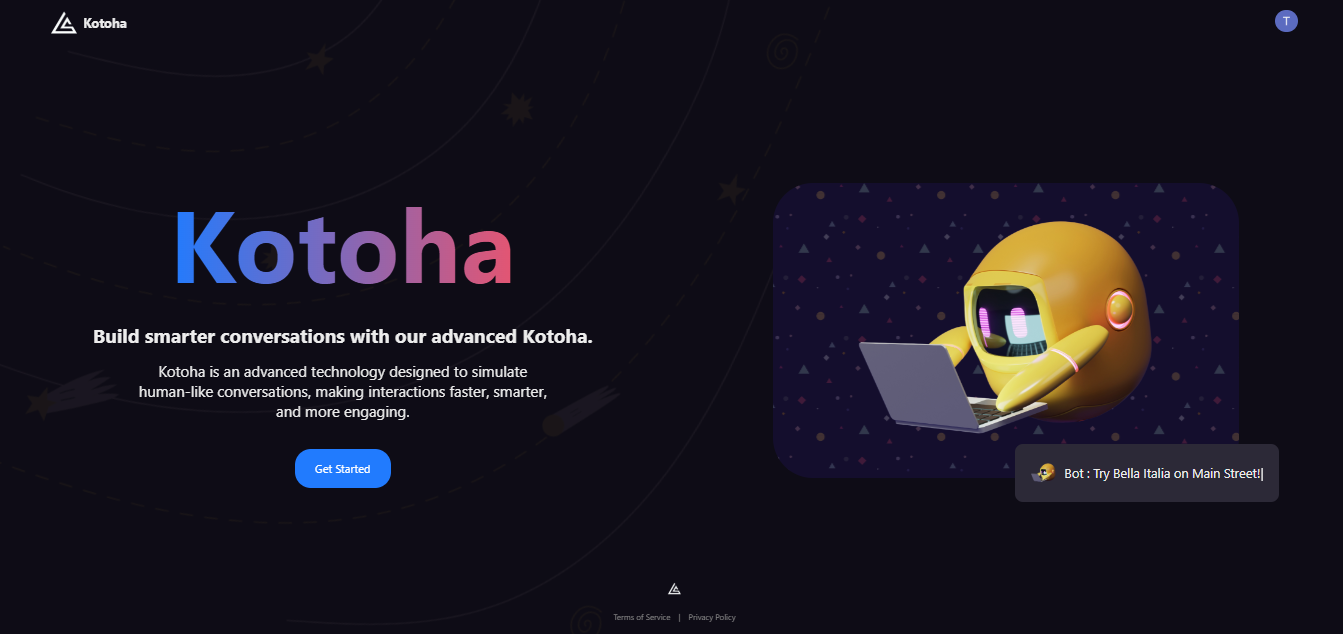 Kotoha
T
Kotoha
Build smarter conversations with our advanced Kotoha.
Kotoha is an advanced technology designed to simulate
human-like conversations, making interactions faster, smarter,
and more engaging.
Get Started
Bot : Try Bella Italia on Main Street!|
Terms of Service | Privacy Policy